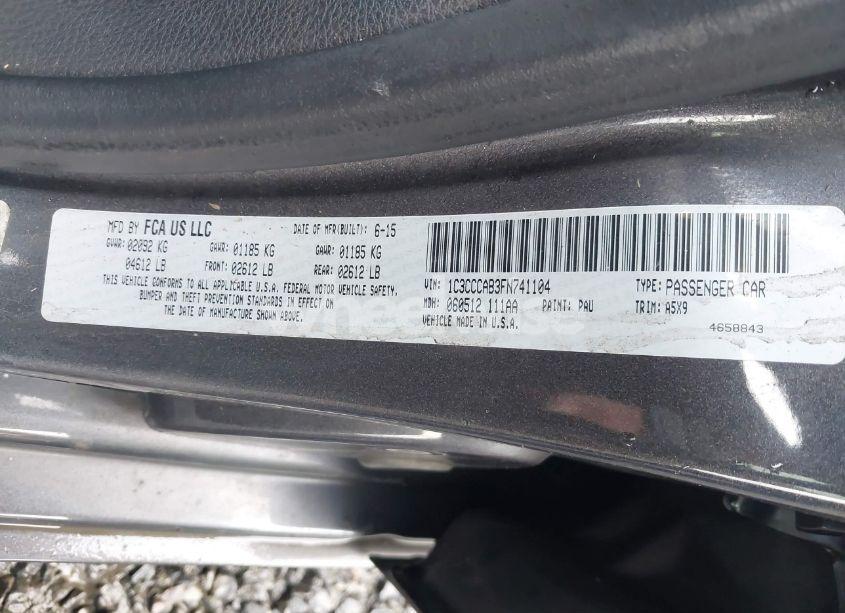 MFD BY FCA US LLC
DATE OF MFR(BUILT): 6-15
GVWR: 02092 KG GAWR: 01185 KG GAWR: 01185 KG
04612 LB FRONT: 02612 LB REAR: 02612 LB
THIS VEHICLE CONFORMS TO ALL APPLICABLE U.S.A. FEDERAL MOTOR VEHICLE SAFETY,
BUMPER AND THEFT PREVENTION STANDARDS IN EFFECT ON
THE DATE OF MANUFACTURE SHOWN ABOVE.
VIN: 1C3CCCAB3FN741104 TYPE: PASSENGER CAR
MDH: 060512 111AA PAINT: PAU TRIM: A5X9
VEHICLE MADE IN U.S.A.
4658843